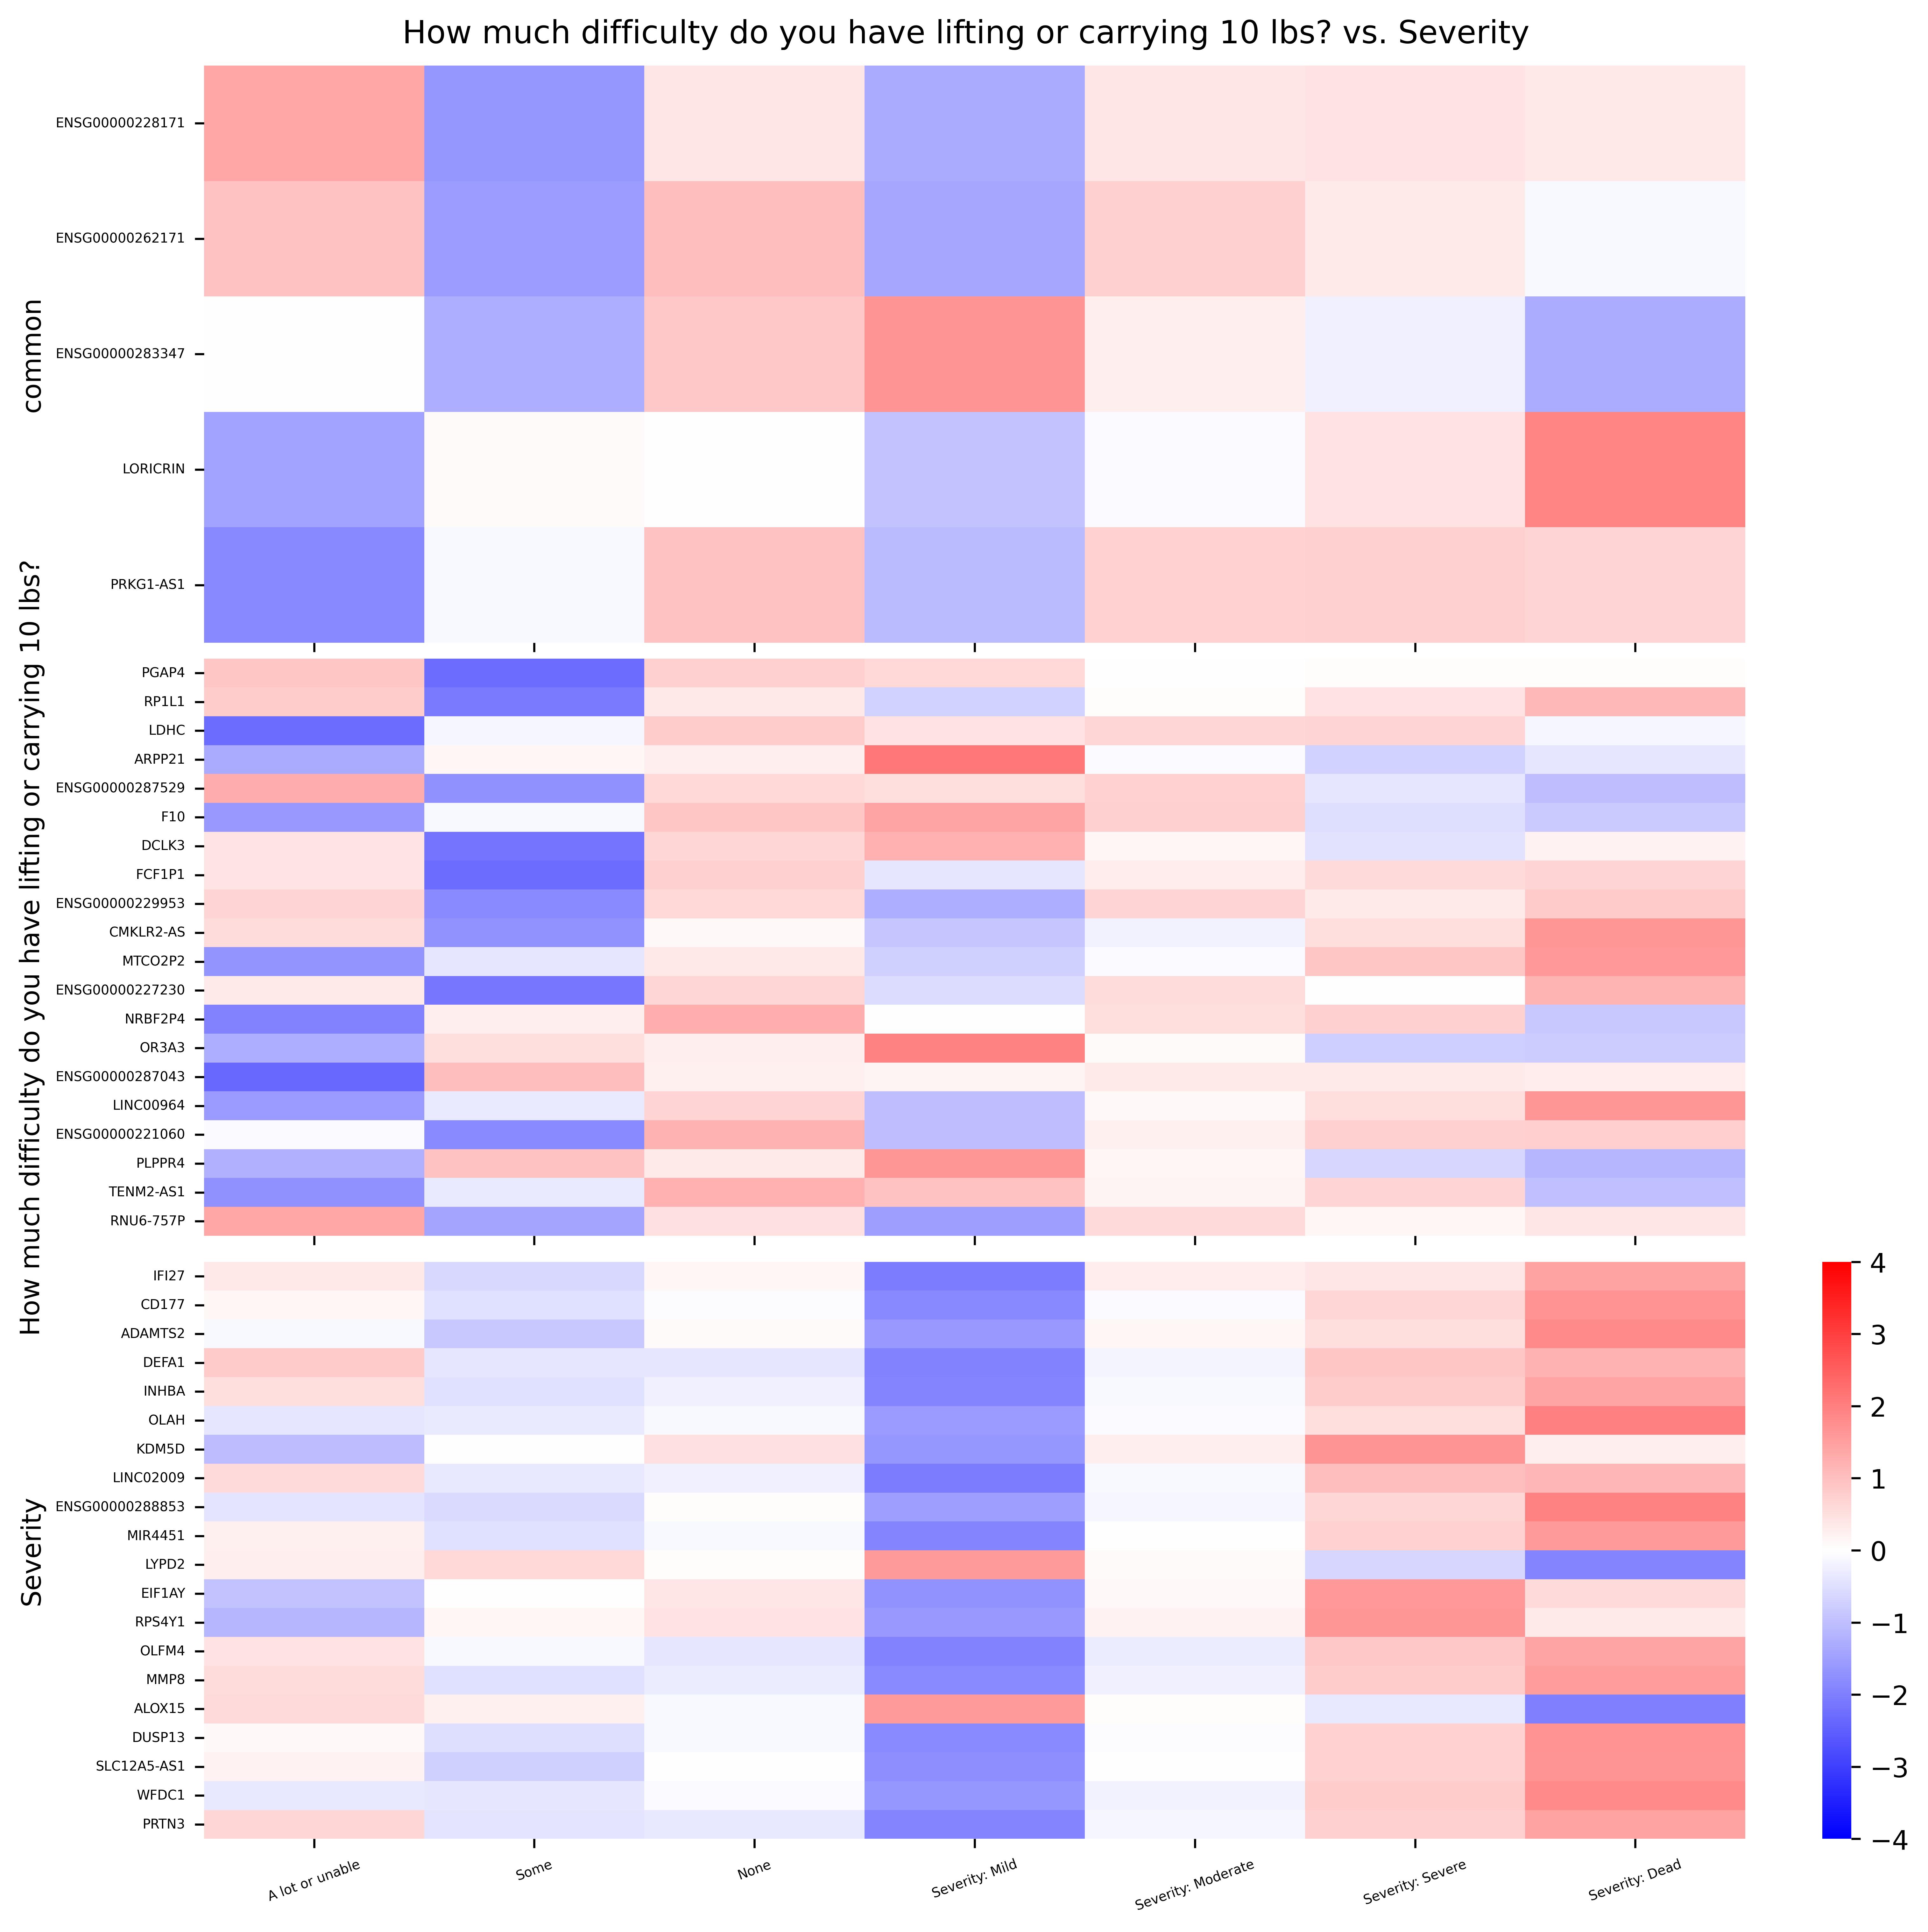 How much difficulty do you have lifting or carrying 10 lbs? vs. Severity
common
ENSG00000228171
ENSG00000262171
ENSG00000283347
LORICRIN
PRKG1-AS1
How much difficulty do you have lifting or carrying 10 lbs?
PGAP4
RP1L1
LDHC
ARPP21
ENSG00000287529
F10
DCLK3
FCF1P1
ENSG00000229953
CMKLR2-AS
MTCO2P2
ENSG00000227230
NRBF2P4
OR3A3
ENSG00000287043
LINC00964
ENSG00000221060
PLPPR4
TENM2-AS1
RNU6-757P
Severity
IFI27
CD177
ADAMTS2
DEFA1
INHBA
OLAH
KDM5D
LINC02009
ENSG00000288853
MIR4451
LYPD2
EIF1AY
RPS4Y1
OLFM4
MMP8
ALOX15
DUSP13
SLC12A5-AS1
WFDC1
PRTN3
A lot or unable
Some
None
Severity: Mild
Severity: Moderate
Severity: Severe
Severity: Dead
4
3
2
1
0
−1
−2
−3
−4